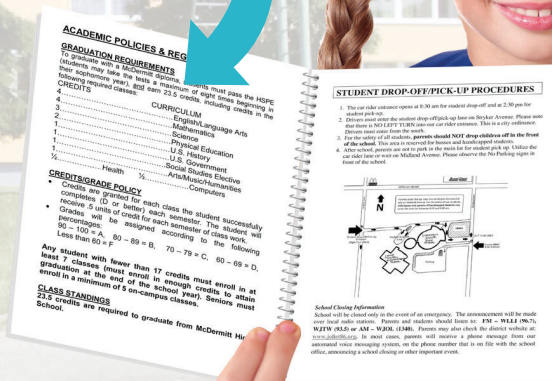 ACADEMIC POLICIES & REG
GRADUATION REQUIREMENTS
To graduate with a McDermitt diploma, students must pass the HSPE
(students may take the tests a maximum of eight times beginning in
their sophomore year), and earn 23.5 credits, including credits in the
following required classes:
CREDITS CURRICULUM
4 English/Language Arts
4 Mathematics
Science
Physical Education
U.S. History
U.S. Government
Social Studies Elective
Arts/Music/Humanities
½ Health ½ Computers
CREDITS/GRADE POLICY
• Credits are granted for each class the student successfully
completes (D or better) each semester. The student will
receive .5 units of credit for each semester of class work.
• Grades will be assigned according to the following
percentages:
90 – 100 = A, 80 – 89 = B, 70 – 79 = C, 60 – 69 = D,
Less than 60 = F
Any student with fewer than 17 credits must enroll in at
least 7 classes (must enroll in enough credits to attain
graduation at the end of the school year). Seniors must
enroll in a minimum of 5 on-campus classes.
CLASS STANDINGS
23.5 credits are required to graduate from McDermitt Hi
School.
STUDENT DROP-OFF/PICK-UP PROCEDURES
1. The car rider entrance opens at 8:30 am for student drop-off and at 2:30 pm for
student pick-up.
2. Drivers must enter the student drop-off/pick-up lane on Stryker Avenue. Please note
that there is NO LEFT TURN into our car rider entrance. This is a city ordinance.
Drivers must enter from the south.
3. For the safety of all students, parents should NOT drop children off in the front
of the school. This area is reserved for busses and handicapped students.
4. After school, parents are not to park in the main lot for student pick up. Utilize the
car rider lane or wait on Midland Avenue. Please observe the No Parking signs in
front of the school.
N
School Closing Information
School will be closed only in the event of an emergency. The announcement will be made
over local radio stations. Parents and students should listen to: FM – WLLI (96.7),
WJTW (93.5) or AM – WJOL (1340). Parents may also check the district website at:
www.joliet86.org. In most cases, parents will receive a phone message from our
automated voice messaging system, on the phone number that is on file with the school
office, announcing a school closing or other important event.